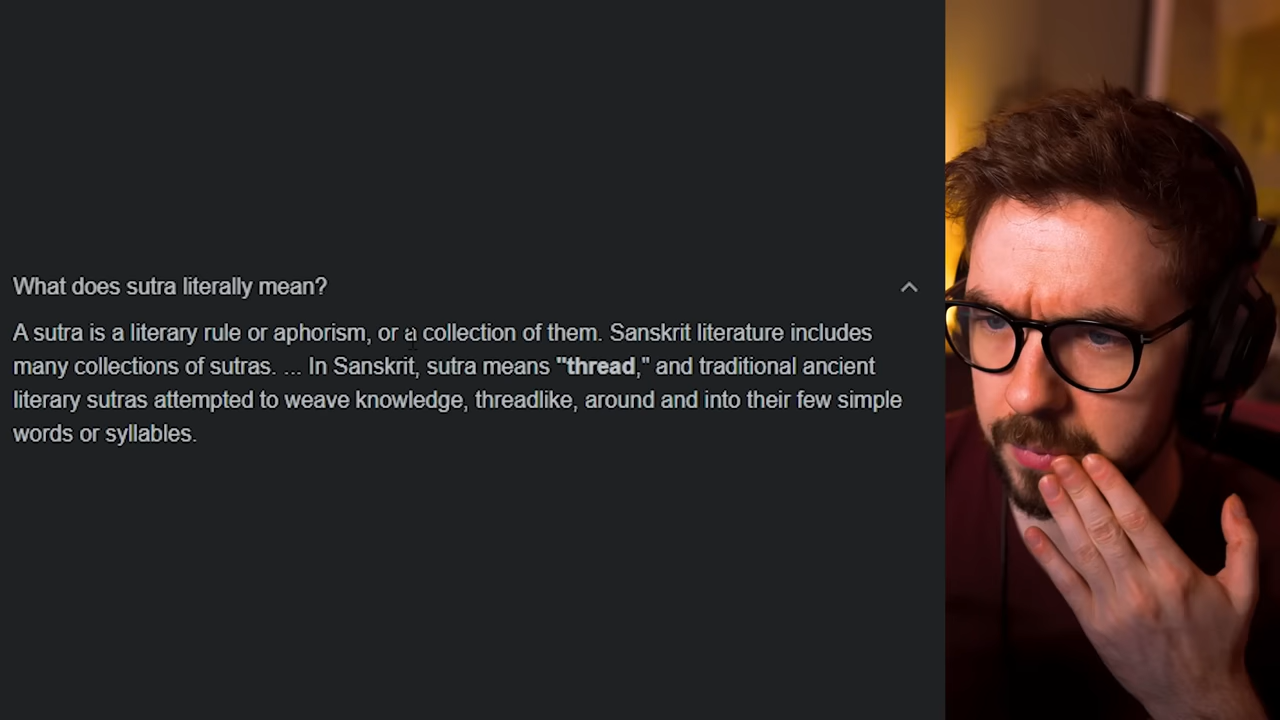 What does sutra literally mean?
A sutra is a literary rule or aphorism, or a collection of them. Sanskrit literature includes
many collections of sutras. ... In Sanskrit, sutra means "thread," and traditional ancient
literary sutras attempted to weave knowledge, threadlike, around and into their few simple
words or syllables.